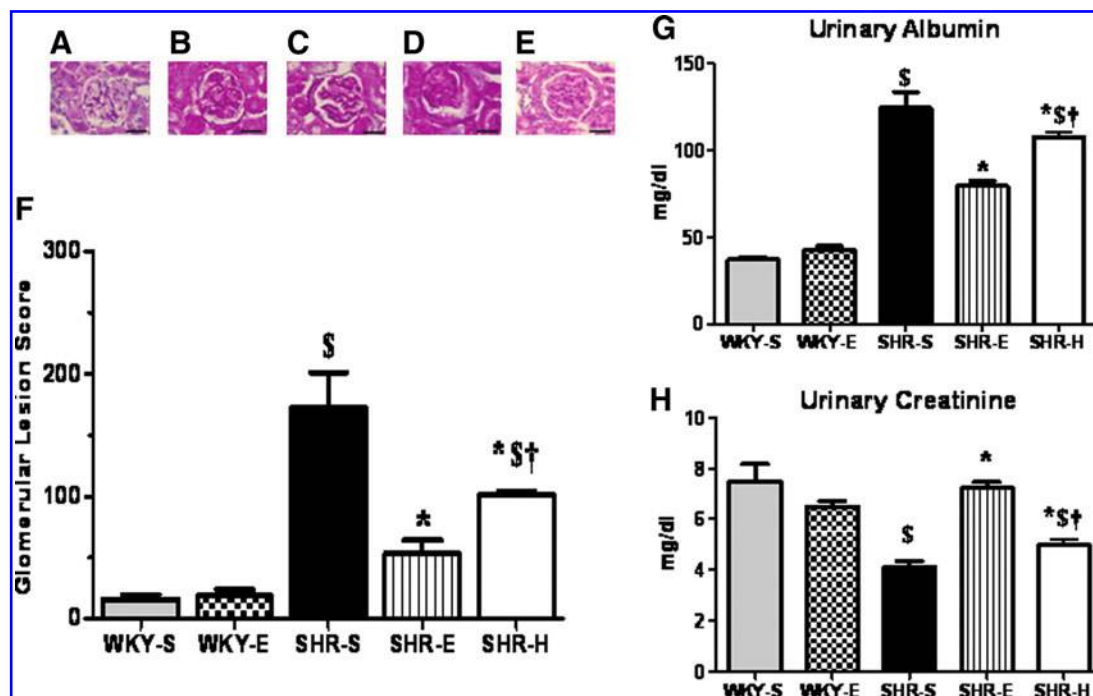 A B C D E
F
300
200
100
0
Glomerular Lesion Score
$
*
*$†
WKY-S WKY-E SHR-S SHR-E SHR-H
G
Urinary Albumin
150
100
50
0
mg/dl
$
*
*$†
WKY-S WKY-E SHR-S SHR-E SHR-H
H
Urinary Creatinine
10
8
6
4
2
0
mg/dl
$
*
*$†
WKY-S WKY-E SHR-S SHR-E SHR-H